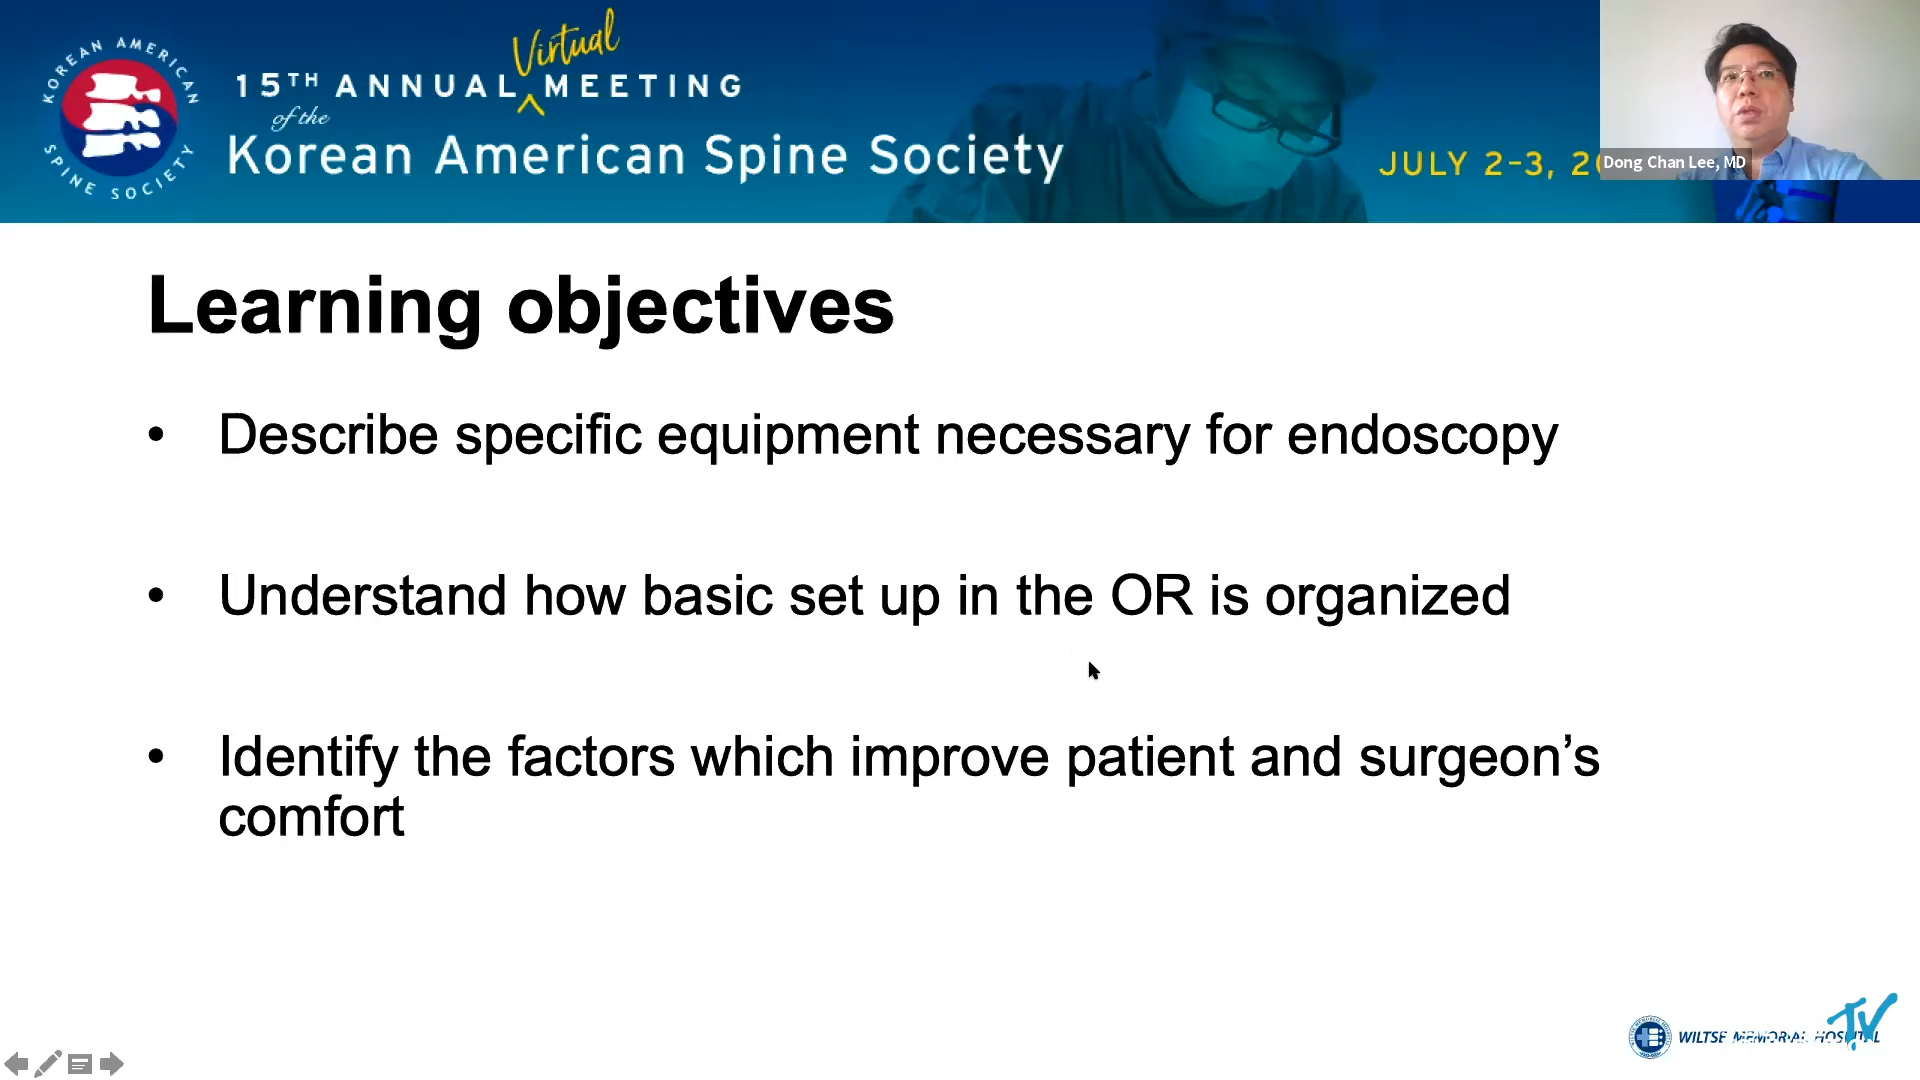 KOREAN AMERICAN
SPINE SOCIETY
Virtual
15TH ANNUAL MEETING
of the
Korean American Spine Society
JULY 2-3, 2
Dong Chan Lee, MD
Learning objectives
• Describe specific equipment necessary for endoscopy
• Understand how basic set up in the OR is organized
• Identify the factors which improve patient and surgeon’s
comfort
WILTSE MEMORIAL HOSPITAL
TV